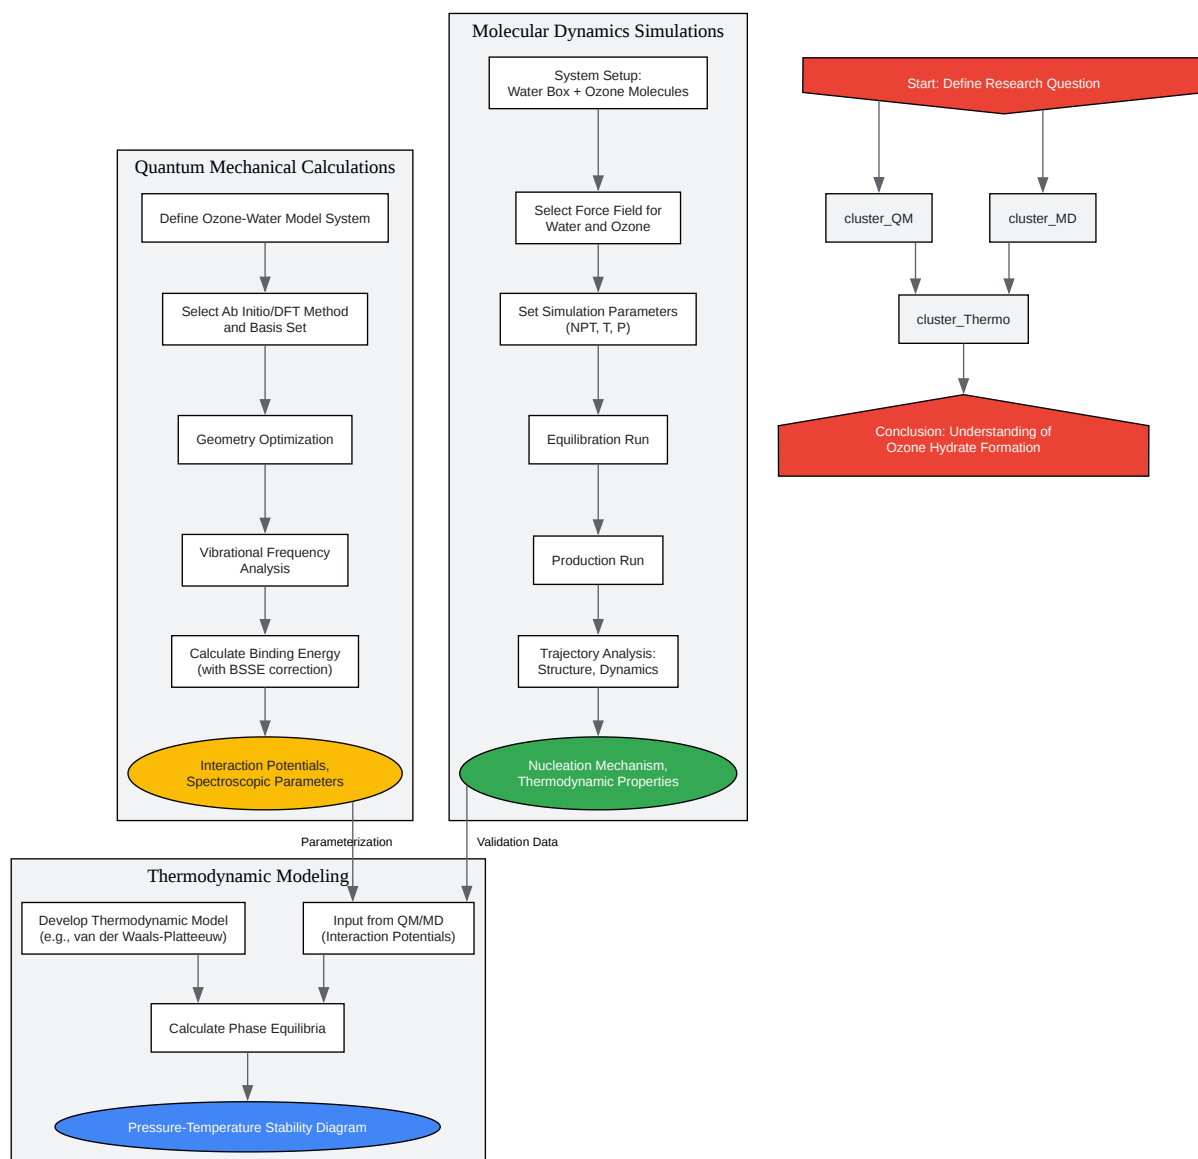 Molecular Dynamics Simulations
System Setup:
Water Box + Ozone Molecules
Select Force Field for
Water and Ozone
Set Simulation Parameters
(NPT, T, P)
Equilibration Run
Production Run
Trajectory Analysis:
Structure, Dynamics
Nucleation Mechanism,
Thermodynamic Properties
Validation Data
Quantum Mechanical Calculations
Define Ozone-Water Model System
Select Ab Initio/DFT Method
and Basis Set
Geometry Optimization
Vibrational Frequency
Analysis
Calculate Binding Energy
(with BSSE correction)
Interaction Potentials,
Spectroscopic Parameters
Parameterization
Thermodynamic Modeling
Develop Thermodynamic Model
(e.g., van der Waals-Platteeuw)
Input from QM/MD
(Interaction Potentials)
Calculate Phase Equilibria
Pressure-Temperature Stability Diagram
Start: Define Research Question
cluster_QM
cluster_MD
cluster_Thermo
Conclusion: Understanding of
Ozone Hydrate Formation